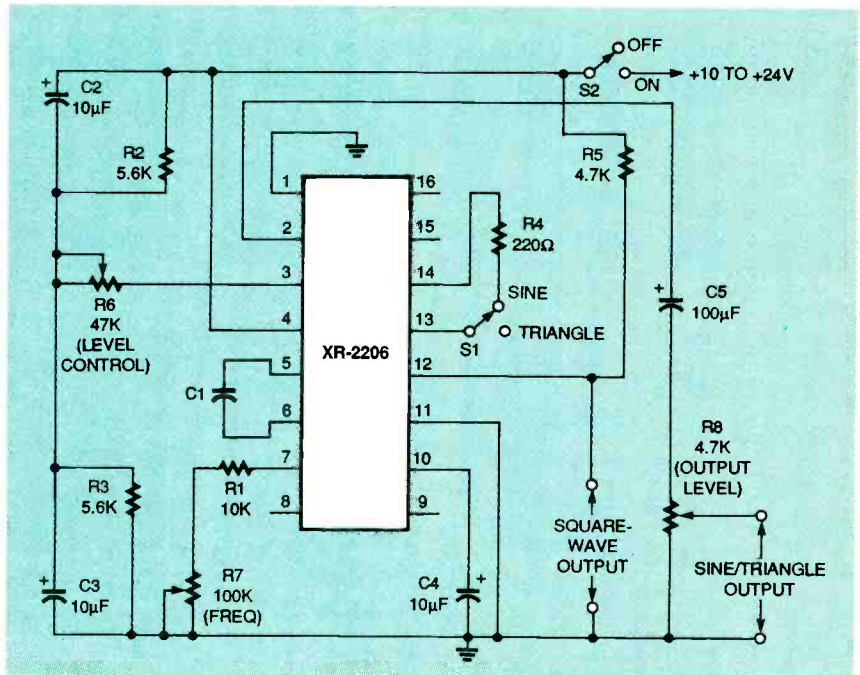 OFF
ON
+10 TO +24V
S2
+
C2
10µF
R2
5.6K
R5
4.7K
1
2
3
4
5
6
7
8
XR-2206
16
15
14
13
12
11
10
9
R4
220Ω
SINE
TRIANGLE
S1
+
C5
100µF
R6
47K
(LEVEL
CONTROL)
C1
R1
10K
R3
5.6K
R7
100K
(FREQ)
+
C3
10µF
C4
10µF
+
SQUARE-
WAVE
OUTPUT
R8
4.7K
(OUTPUT
LEVEL)
SINE/TRIANGLE
OUTPUT